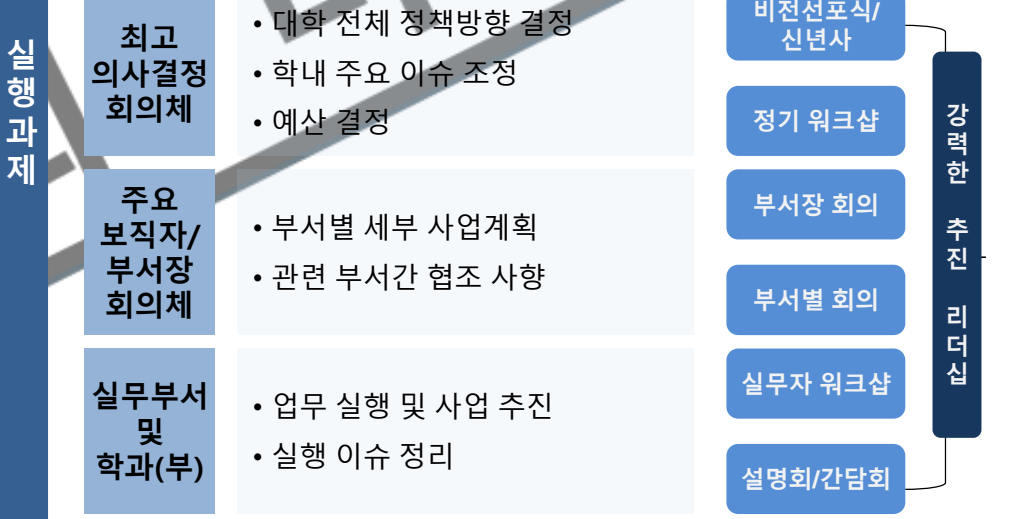 실행과제
최고
의사결정
회의체
• 대학 전체 정책방향 결정
• 학내 주요 이슈 조정
• 예산 결정
주요
보직자/
부서장
회의체
• 부서별 세부 사업계획
• 관련 부서간 협조 사향
실무부서
및
학과(부)
• 업무 실행 및 사업 추진
• 실행 이슈 정리
비전선포식/
신년사
정기 워크샵
부서장 회의
부서별 회의
실무자 워크샵
설명회/간담회
강력한 추진 리더십